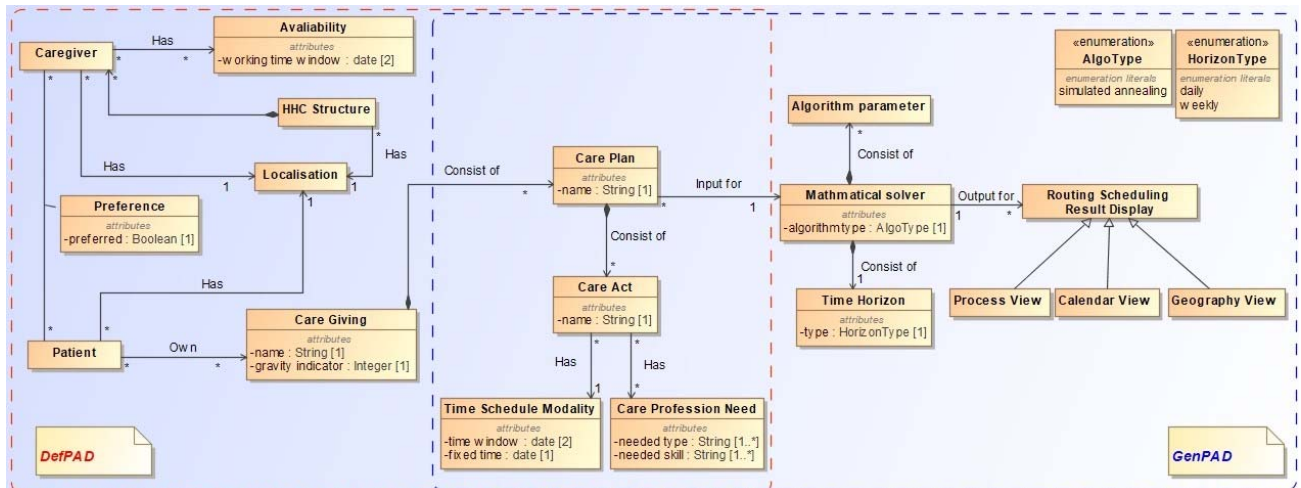 Caregiver
*
*
*
*
Has
*
Avaliability
attributes
-working time window : date [2]
HHC Structure
*
Has
Has
1
Localisation
1
1
Preference
attributes
-preferred : Boolean [1]
Has
*
*
Patient
*
Own
*
Care Giving
attributes
-name : String [1]
-gravity indicator : Integer [1]
DefPAD
Consist of
*
Care Plan
attributes
-name : String [1]
*
Input for
1
Consist of
*
Care Act
attributes
-name : String [1]
*
*
Has
Has
1
*
Time Schedule Modality
attributes
-time window : date [2]
-fixed time : date [1]
Care Profession Need
attributes
-needed type : String [1..*]
-needed skill : String [1..*]
Algorithm parameter
*
Consist of
Mathmatical solver
attributes
-algorithmtype : AlgoType [1]
Output for
1
*
Consist of
1
Time Horizon
attributes
-type : HorizonType [1]
Routing Scheduling
Result Display
Process View
Calendar View
Geography View
«enumeration»
AlgoType
enumeration literals
simulated annealing
«enumeration»
HorizonType
enumeration literals
daily
weekly
GenPAD